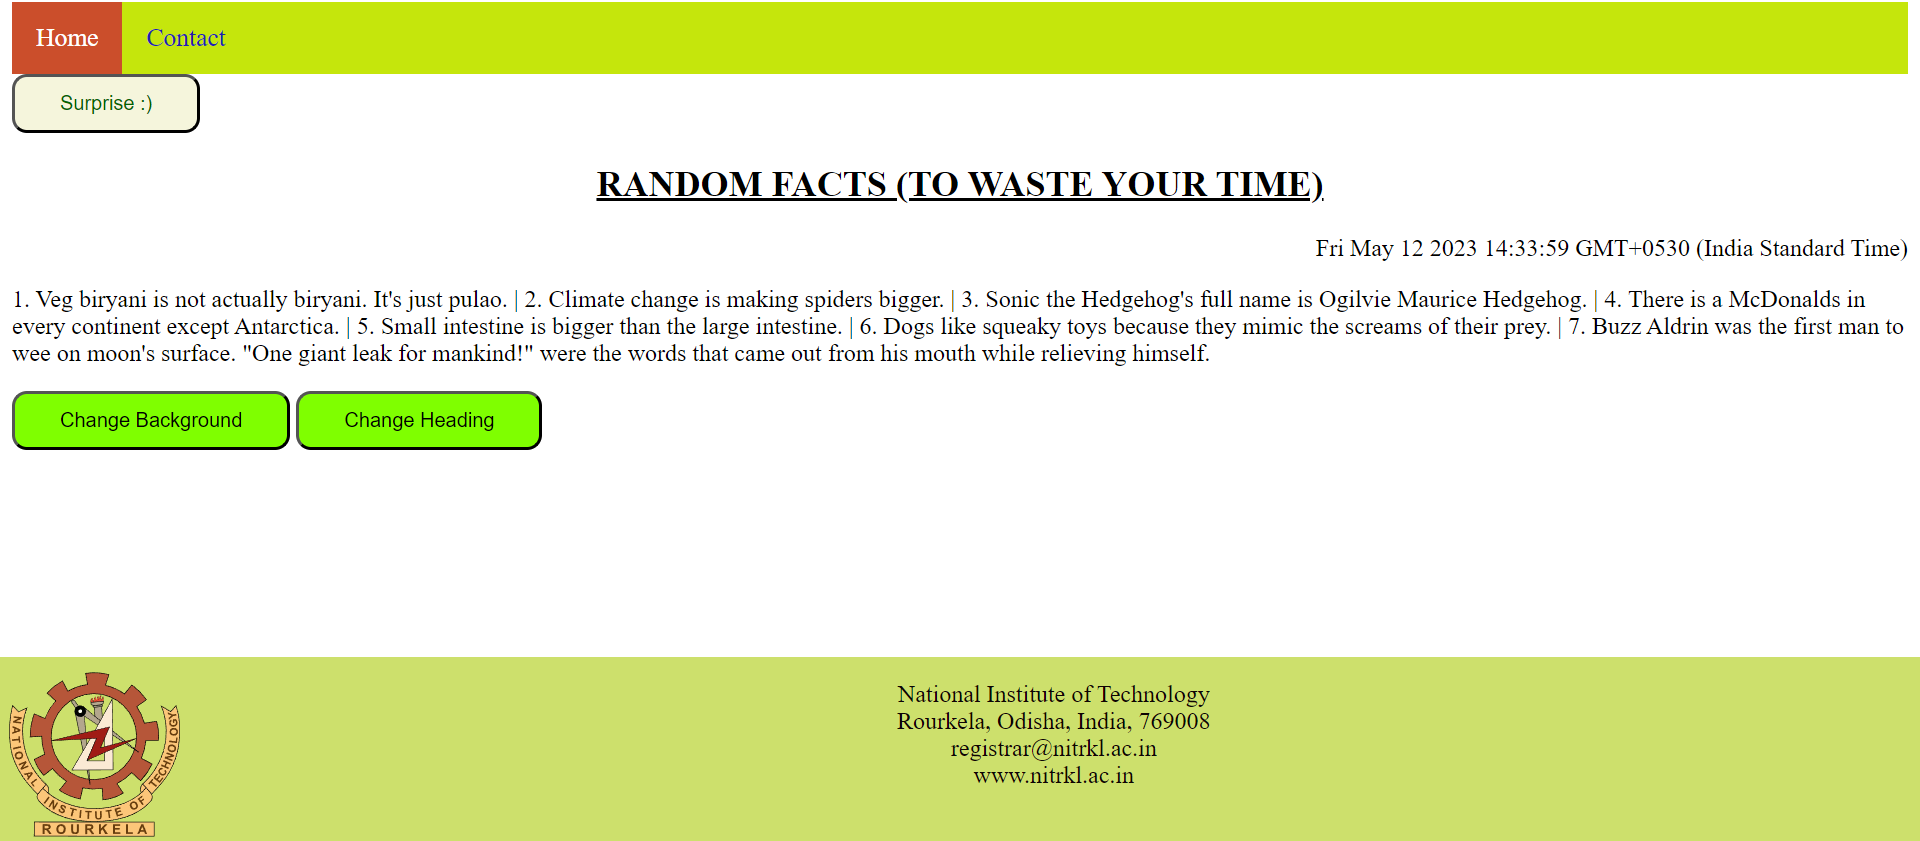 Home Contact
Surprise :)
RANDOM FACTS (TO WASTE YOUR TIME)
Fri May 12 2023 14:33:59 GMT+0530 (India Standard Time)
1. Veg biryani is not actually biryani. It's just pulao. | 2. Climate change is making spiders bigger. | 3. Sonic the Hedgehog's full name is Ogilvie Maurice Hedgehog. | 4. There is a McDonalds in
every continent except Antarctica. | 5. Small intestine is bigger than the large intestine. | 6. Dogs like squeaky toys because they mimic the screams of their prey. | 7. Buzz Aldrin was the first man to
wee on moon's surface. "One giant leak for mankind!" were the words that came out from his mouth while relieving himself.
Change Background Change Heading
NATIONAL INSTITUTE OF TECHNOLOGY
ROURKELA
National Institute of Technology
Rourkela, Odisha, India, 769008
registrar@nitrkl.ac.in
www.nitrkl.ac.in